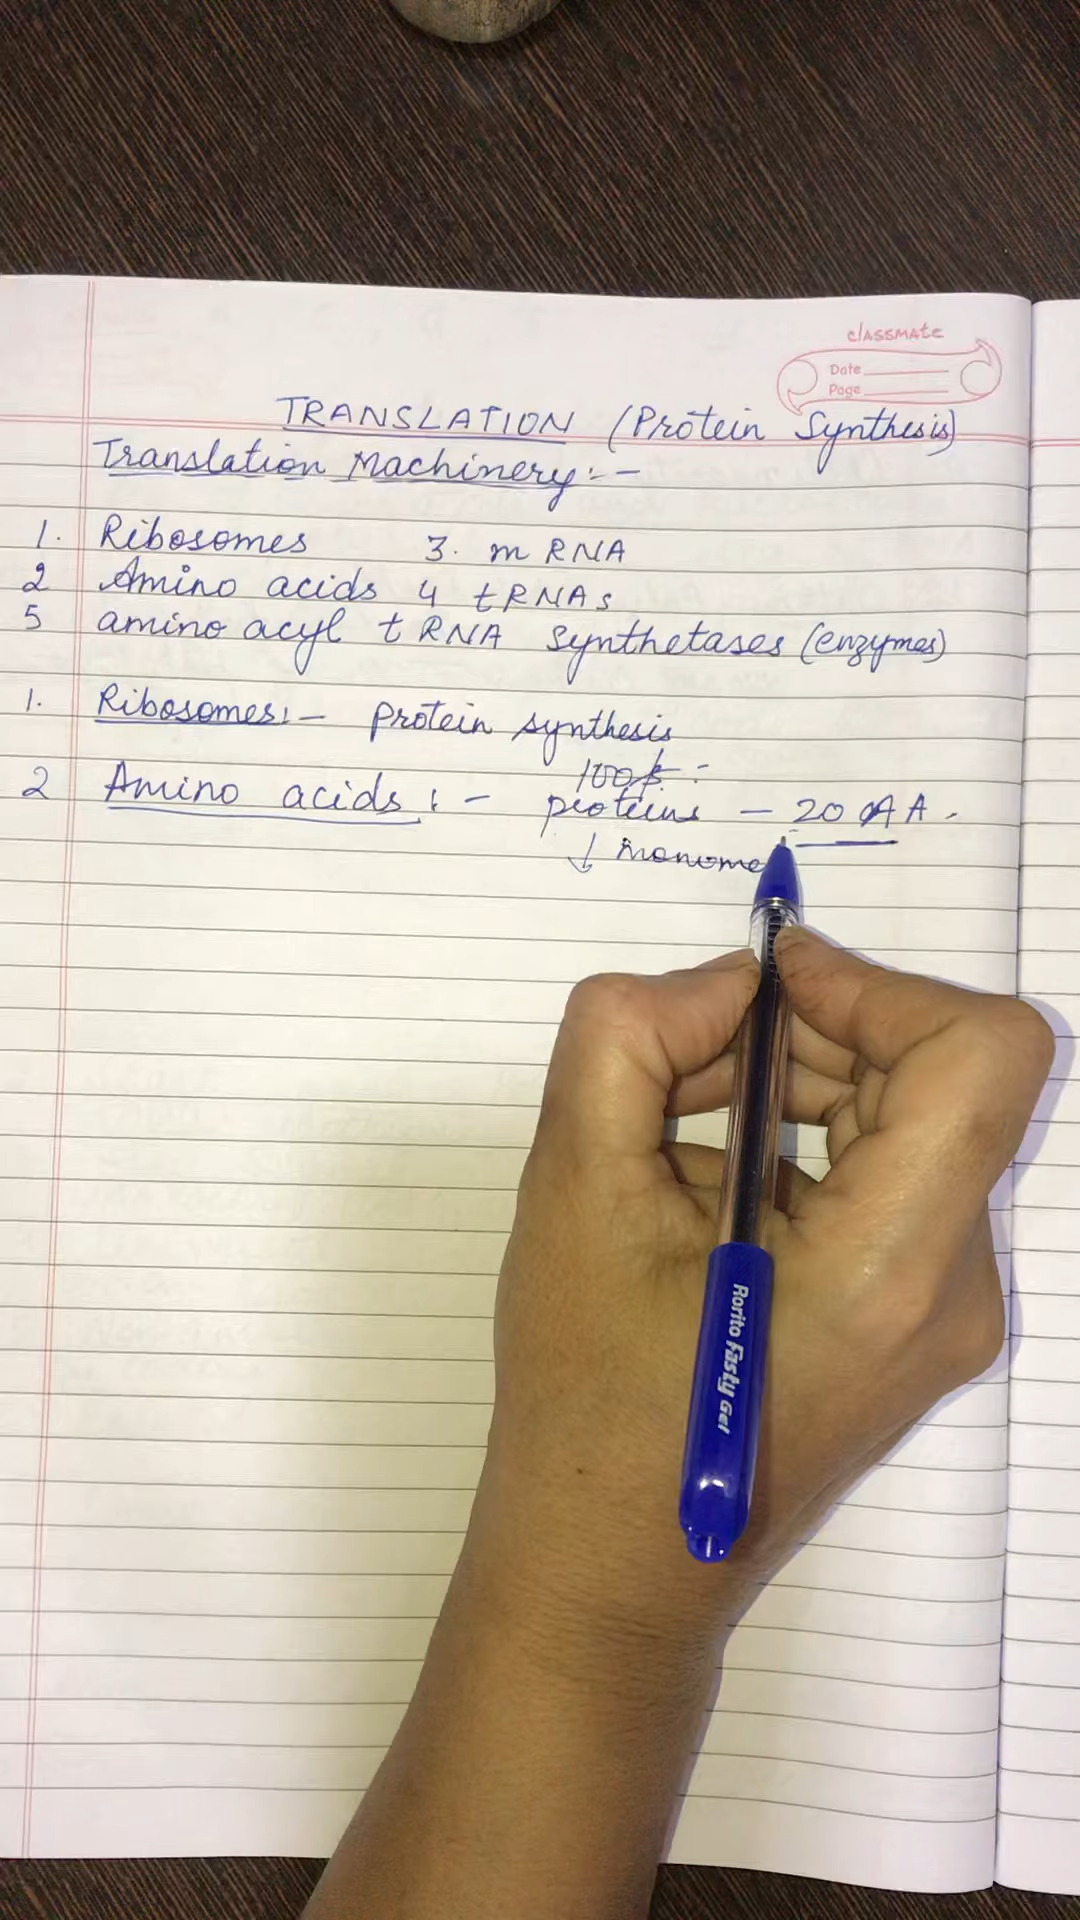 classmate
Date
Page
TRANSLATION (Protein Synthesis)
Translation Machinery:-
1. Ribosomes 3. m RNA
2 Amino acids 4 tRNAs
5 amino acyl t RNA synthetases (enzymes)
1. Ribosomes:- protein synthesis
2 Amino acids:- proteins - 20 AA.
↓ monome
Rorito Fasty Gel